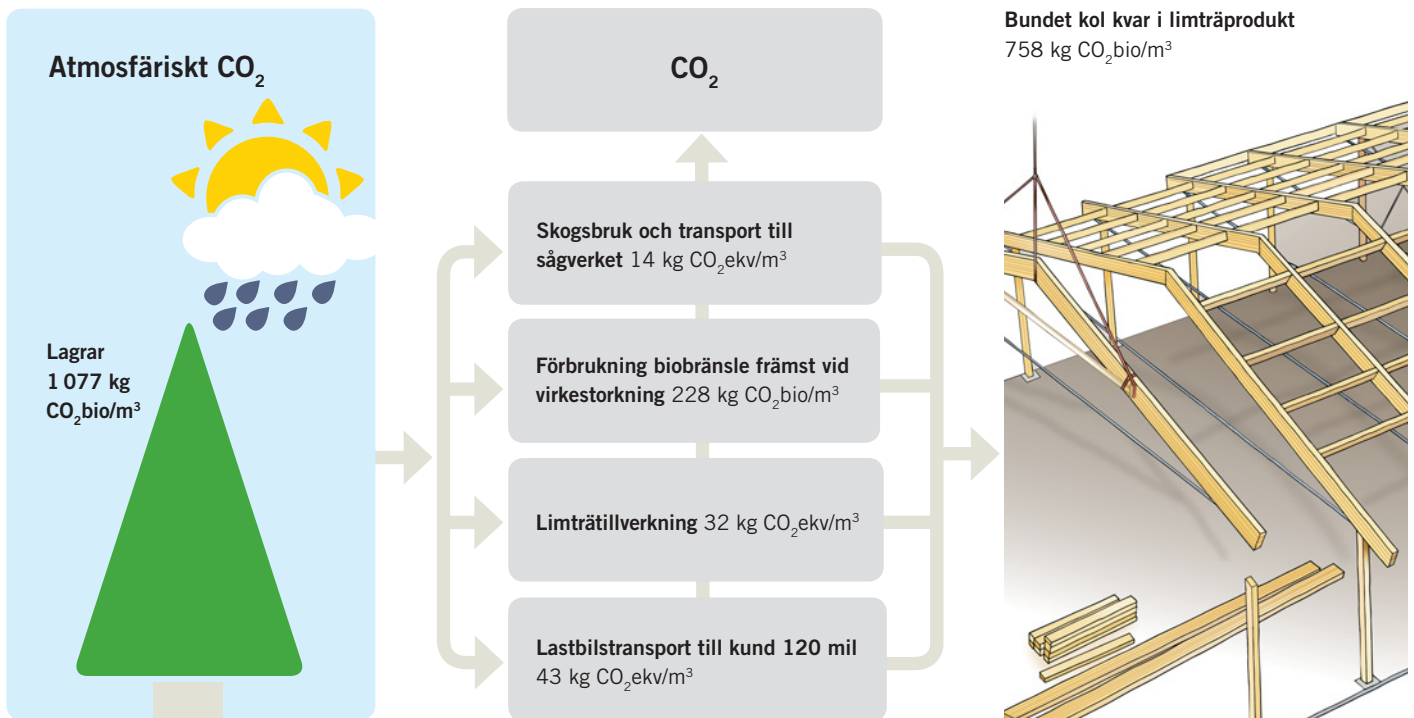 Atmosfäriskt CO₂
Lagrar
1 077 kg
CO₂bio/m³
CO₂
Skogsbruk och transport till
sågverket 14 kg CO₂ekv/m³
Förbrukning biobränsle främst vid
virkestorkning 228 kg CO₂bio/m³
Limträtillverkning 32 kg CO₂ekv/m³
Lastbilstransport till kund 120 mil
43 kg CO₂ekv/m³
Bundet kol kvar i limträprodukt
758 kg CO₂bio/m³